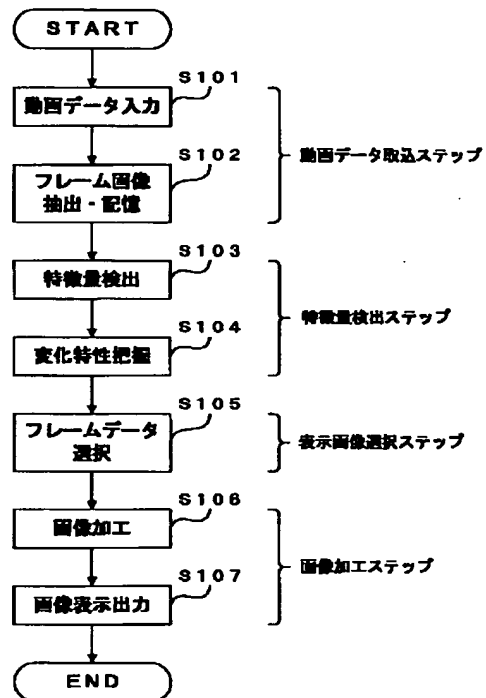 START
S101
動画データ入力
動画データ取込ステップ
S102
フレーム画像
抽出・記憶
S103
特徴量検出
特徴量検出ステップ
S104
変化特性把握
S105
フレームデータ
選択
表示画像選択ステップ
S106
画像加工
画像加工ステップ
S107
画像表示出力
END